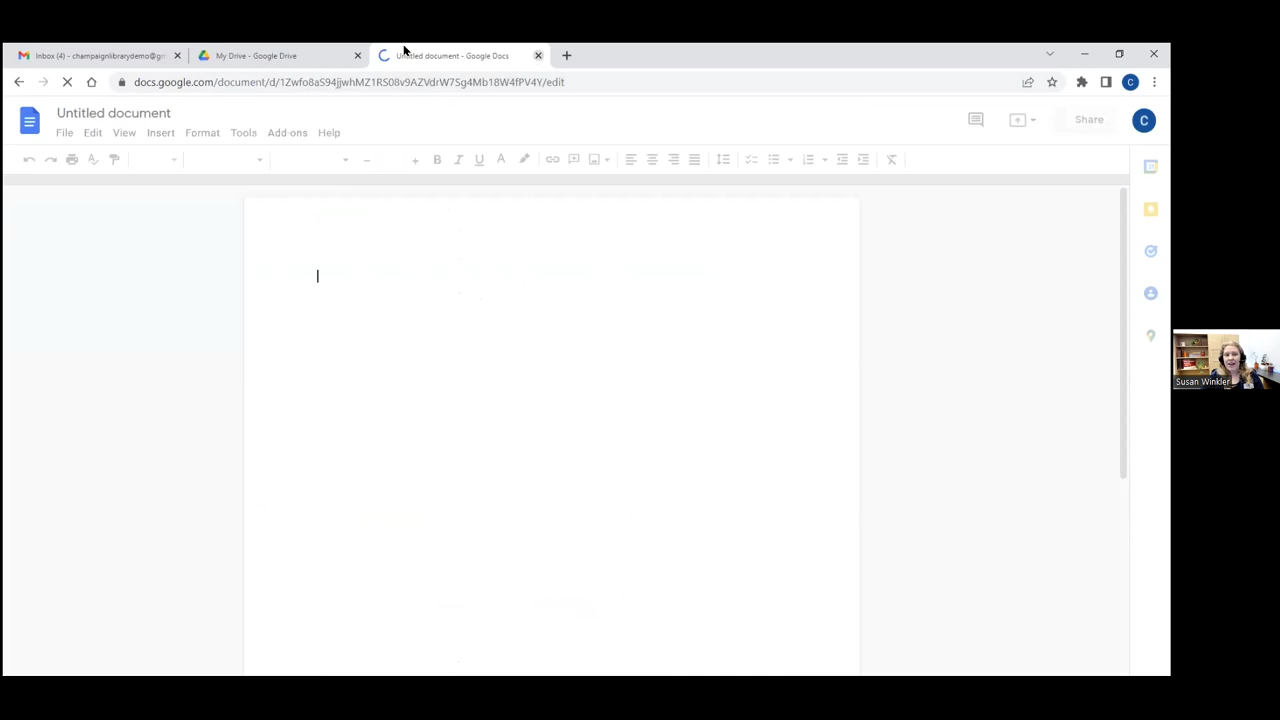 Inbox (4) - champaignlibrarydemo@gm
My Drive - Google Drive
Untitled document - Google Docs
docs.google.com/document/d/1Zwfo8aS94jjwhMZ1RS08v9AZVdrW7Sg4Mb18W4fPV4Y/edit
C
Untitled document
File Edit View Insert Format Tools Add-ons Help
Share
C
Susan Winkler